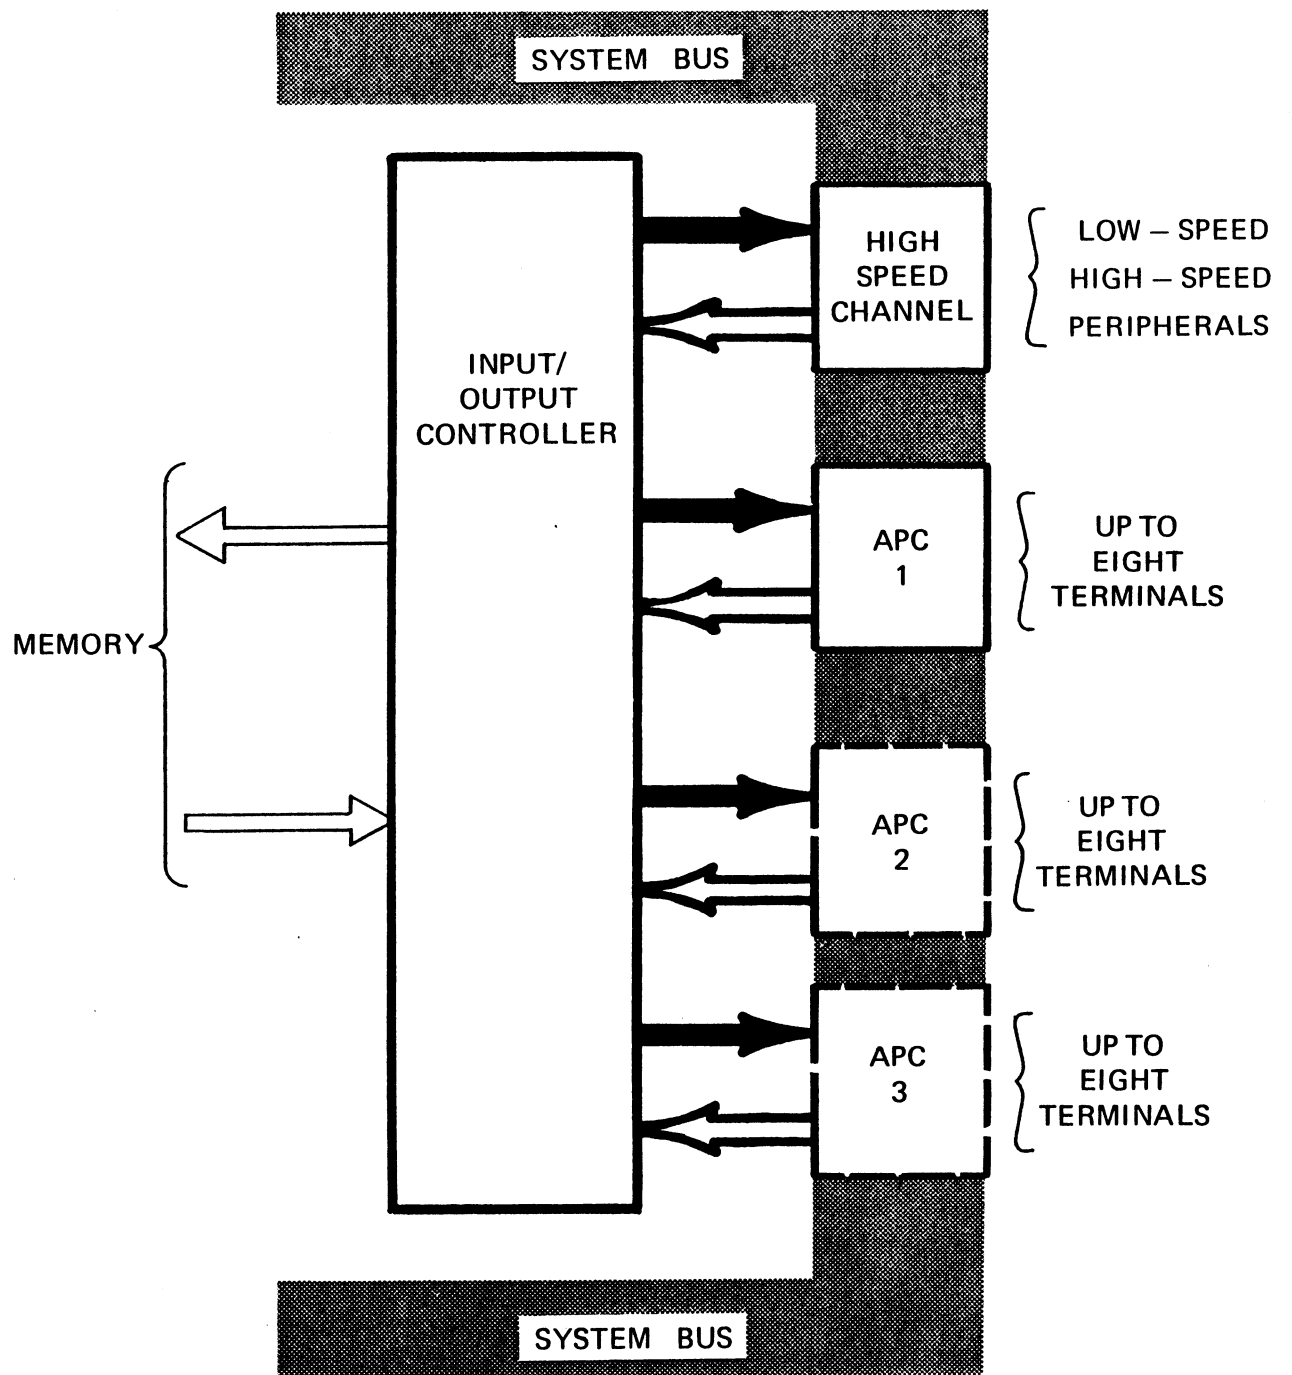 SYSTEM BUS
HIGH
SPEED
CHANNEL
LOW – SPEED
HIGH – SPEED
PERIPHERALS
INPUT/
OUTPUT
CONTROLLER
APC
1
UP TO
EIGHT
TERMINALS
MEMORY
APC
2
UP TO
EIGHT
TERMINALS
APC
3
UP TO
EIGHT
TERMINALS
SYSTEM BUS